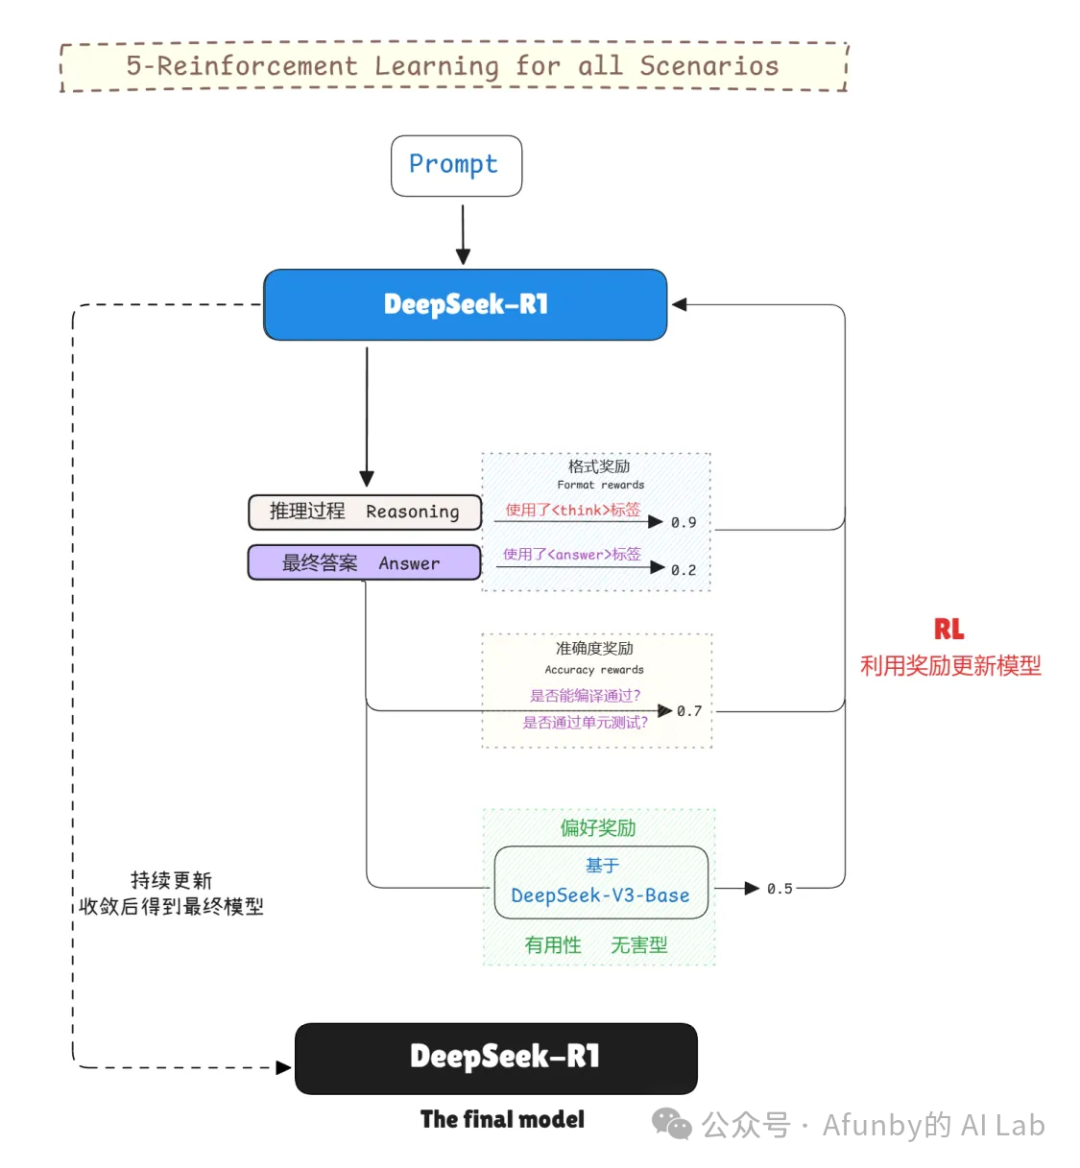 5-Reinforcement Learning for all Scenarios
Prompt
DeepSeek-R1
格式奖励
Format rewards
推理过程 Reasoning
使用了<think>标签
0.9
最终答案 Answer
使用了<answer>标签
0.2
准确度奖励
Accuracy rewards
是否能编译通过?
0.7
是否通过单元测试?
RL
利用奖励更新模型
偏好奖励
基于
DeepSeek-V3-Base
0.5
有用性 无害型
持续更新
收敛后得到最终模型
DeepSeek-R1
The final model
公众号 · Afunby的 AI Lab